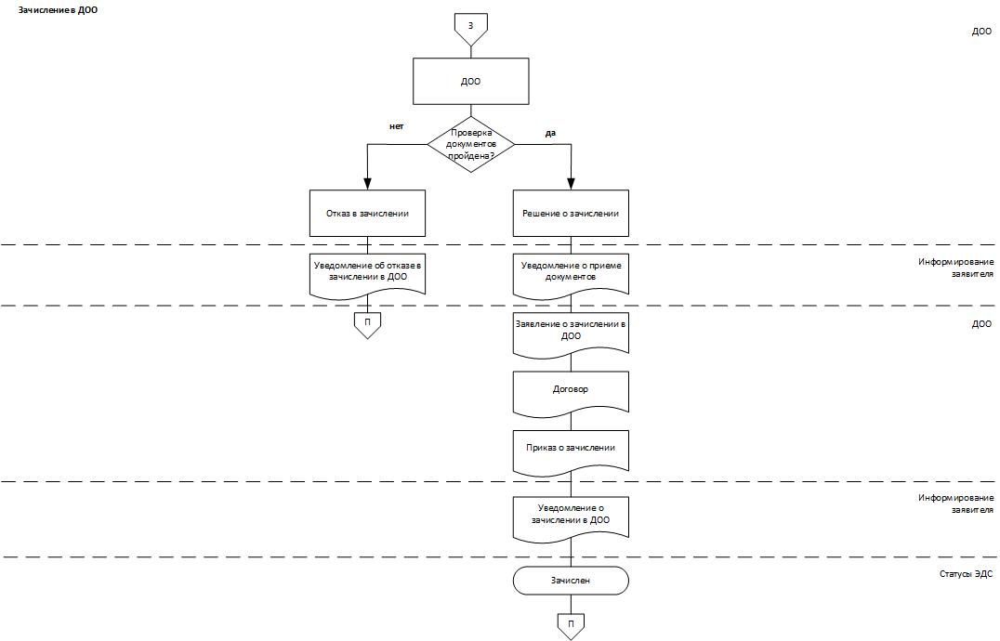 Зачисление в ДОО
З
ДОО
ДОО
нет
да
Проверка
документов
пройдена?
Отказ в зачислении
Решение о зачислении
Уведомление об отказе в
зачислении в ДОО
Уведомление о приеме
документов
Информирование
заявителя
П
Заявление о зачислении в
ДОО
ДОО
Договор
Приказ о зачислении
Уведомление о
зачислении в ДОО
Информирование
заявителя
Зачислен
Статусы ЭДС
П